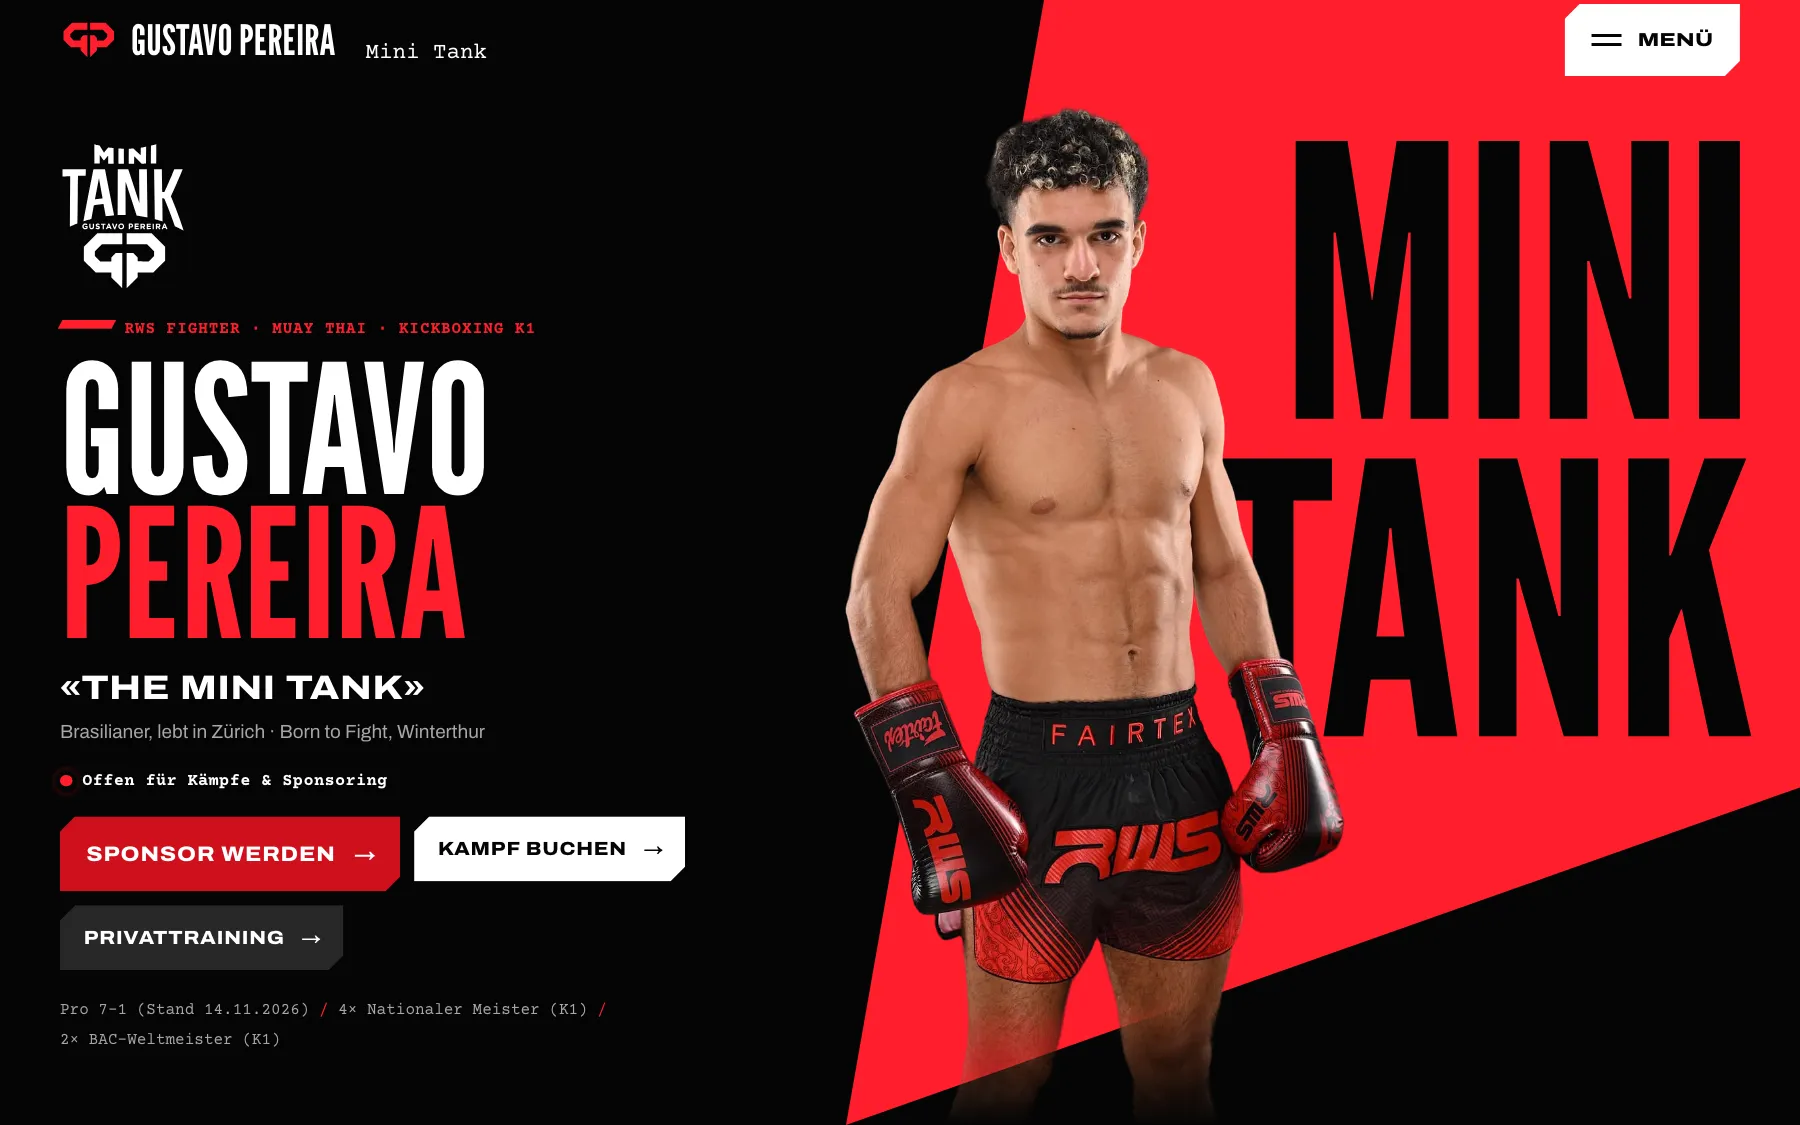 GUSTAVO PEREIRA Mini Tank
MENÜ
MINI
TANK
GUSTAVO PEREIRA
RWS FIGHTER · MUAY THAI · KICKBOXING K1
GUSTAVO
PEREIRA
«THE MINI TANK»
Brasilianer, lebt in Zürich · Born to Fight, Winterthur
Offen für Kämpfe & Sponsoring
SPONSOR WERDEN →
KAMPF BUCHEN →
PRIVATTRAINING →
Pro 7-1 (Stand 14.11.2026) / 4× Nationaler Meister (K1) /
2× BAC-Weltmeister (K1)
MINI
TANK
fairtex
RWS
FAIRTEX
RWS
SMC